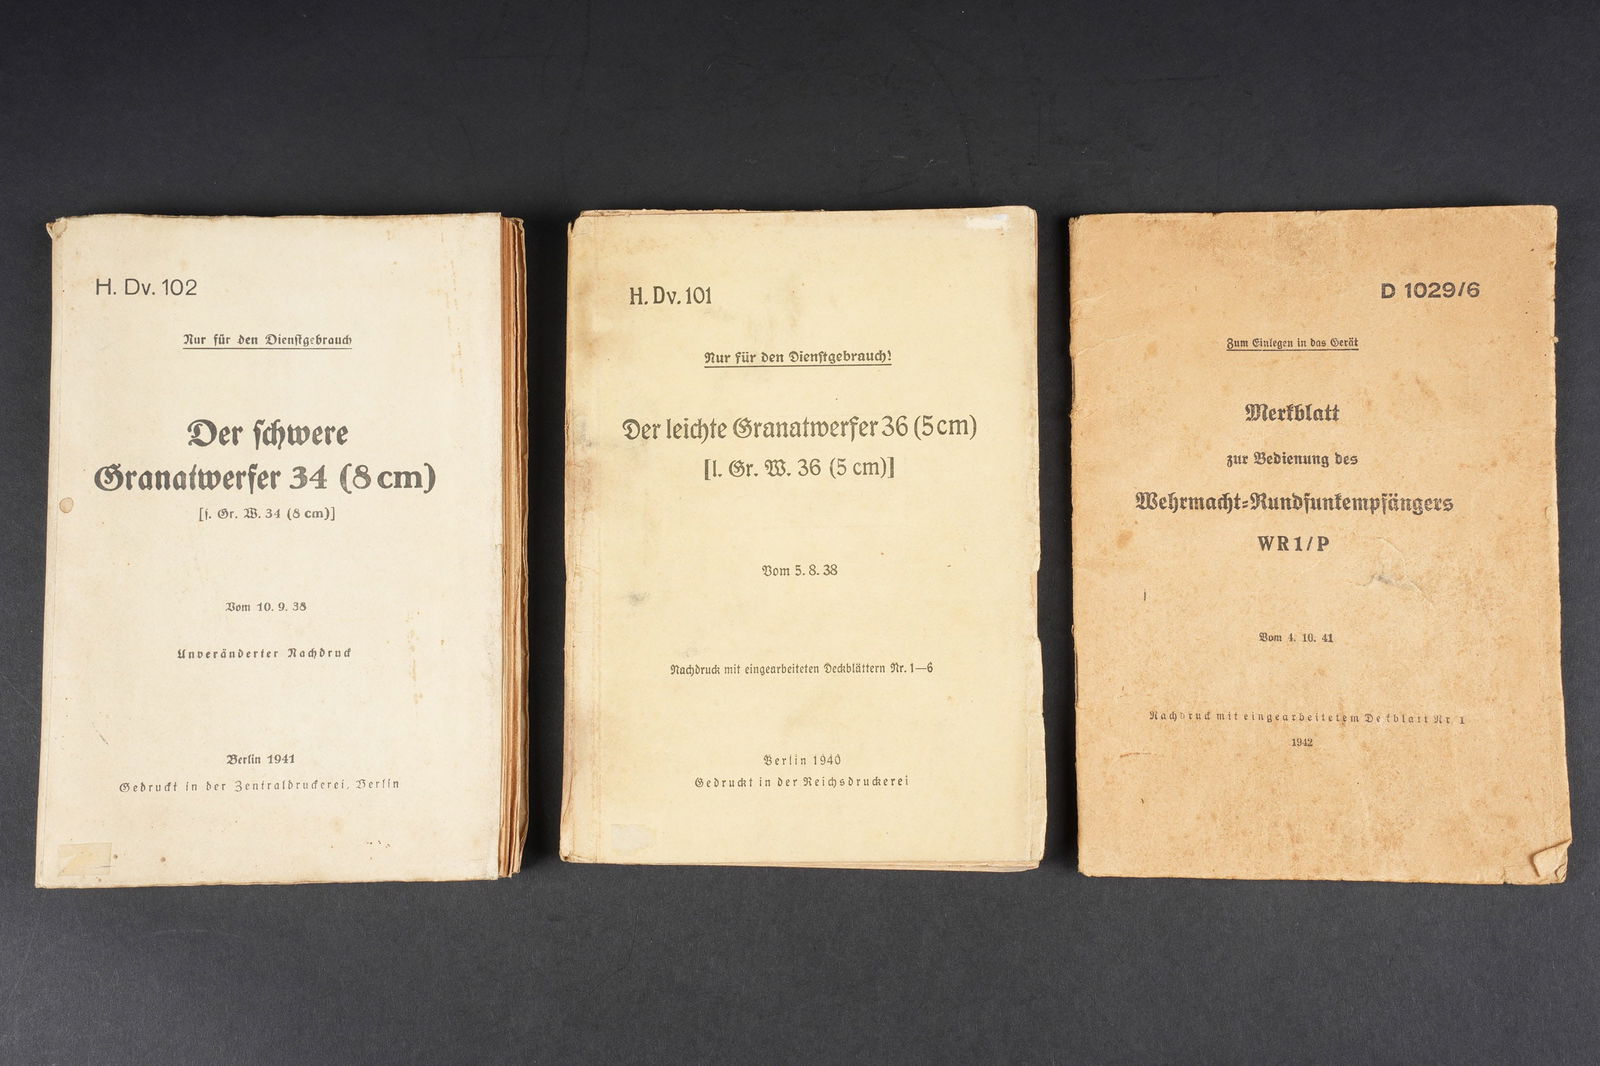 H. Dv. 102
Nur für den Dienstgebrauch
Der schwere
Granatwerfer 34 (8 cm)
[s. Gr. W. 34 (8 cm)]
Vom 10. 9. 38
Unveränderter Nachdruck
Berlin 1941
Gedruckt in der Zentraldruckerei, Berlin
H. Dv. 101
Nur für den Dienstgebrauch!
Der leichte Granatwerfer 36 (5 cm)
[l. Gr. W. 36 (5 cm)]
Vom 5. 8. 38
Nachdruck mit eingearbeiteten Deckblättern Nr. 1—6
Berlin 1940
Gedruckt in der Reichsdruckerei
D 1029/6
Zum Einlegen in das Gerät
Merkblatt
zur Bedienung des
Wehrmacht-Rundfunkempfängers
WR 1/P
Vom 4. 10. 41
Nachdruck mit eingearbeitetem Deckblatt Nr. 1
1942